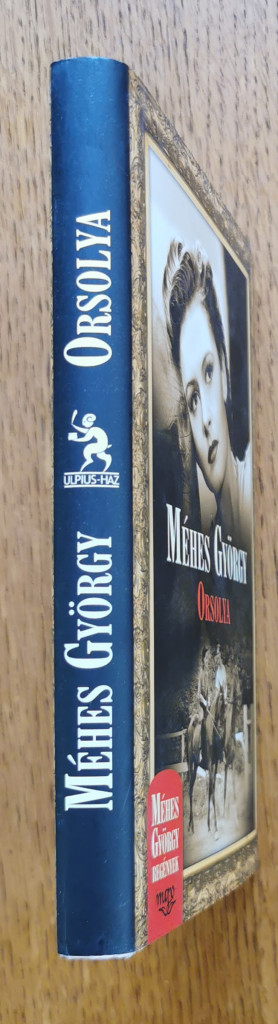 MÉHES GYÖRGY
ULPIUS-HÁZ
ORSOLYA
MÉHES GYÖRGY
ORSOLYA
MÉHES
GYÖRGY
REGÉNYEK